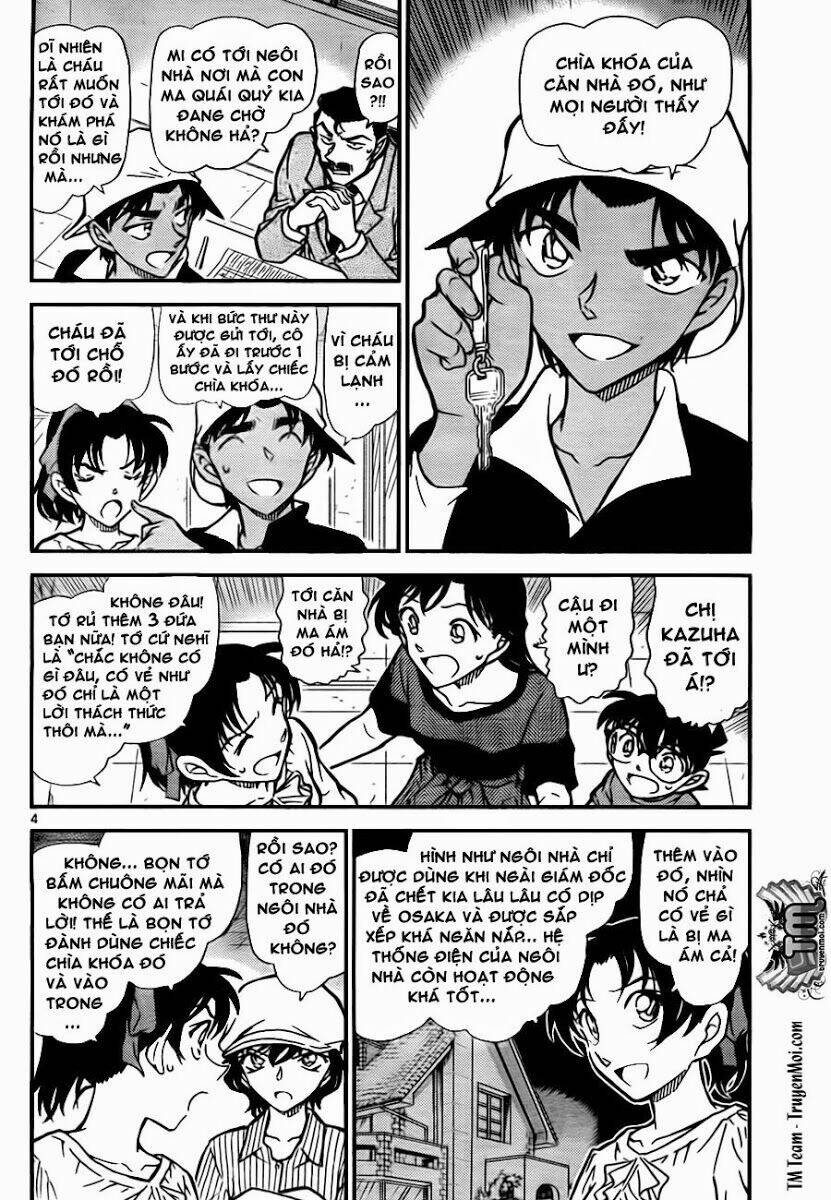 CHÌA KHÓA CỦA
CĂN NHÀ ĐÓ, NHƯ
MỌI NGƯỜI THẤY
ĐẤY!
RỒI
SAO
?!!
MI CÓ TỚI NGÔI
NHÀ NƠI MÀ CON
MA QUÁI QUỶ KIA
ĐANG CHỜ
KHÔNG HẢ?
DĨ NHIÊN
LÀ CHÁU
RẤT MUỐN
TỚI ĐÓ VÀ
KHÁM PHÁ
NÓ LÀ GÌ
RỒI NHƯNG
MÀ...
VÌ CHÁU
BỊ CẢM
LẠNH
...
VÀ KHI BỨC THƯ NÀY
ĐƯỢC GỬI TỚI, CÔ
ẤY ĐÃ ĐI TRƯỚC 1
BƯỚC VÀ LẤY CHIẾC
CHÌA KHÓA...
CHÁU ĐÃ
TỚI CHỖ
ĐÓ RỒI!
CHỊ
KAZUHA
ĐÃ TỚI
Á!?
CẬU ĐI
MỘT
MÌNH
Ư?
TỚI CĂN
NHÀ BỊ
MA ÁM
ĐÓ HẢ!?
KHÔNG ĐÂU!
TỚ RỦ THÊM 3 ĐỨA
BẠN NỮA! TỚ CỨ NGHĨ
LÀ "CHẮC KHÔNG CÓ
GÌ ĐÂU, CÓ VẺ NHƯ
ĐÓ CHỈ LÀ MỘT
LỜI THÁCH THỨC
THÔI MÀ..."
4
THÊM VÀO
ĐÓ, NHÌN
NÓ CHẢ
CÓ VẺ GÌ
LÀ BỊ MA
ÁM CẢ!
HÌNH NHƯ NGÔI NHÀ CHỈ
ĐƯỢC DÙNG KHI NGÀI GIÁM ĐỐC
ĐÃ CHẾT KIA LÂU LÂU CÓ DỊP
VỀ OSAKA VÀ ĐƯỢC SẮP
XẾP KHÁ NGĂN NẮP... HỆ
THỐNG ĐIỆN CỦA NGÔI
NHÀ CÒN HOẠT ĐỘNG
KHÁ TỐT...
RỒI SAO?
CÓ AI ĐÓ
TRONG
NGÔI NHÀ
ĐÓ
KHÔNG?
KHÔNG... BỌN TỚ
BẤM CHUÔNG MÃI MÀ
KHÔNG CÓ AI TRẢ
LỜI! THẾ LÀ BỌN TỚ
ĐÀNH DÙNG CHIẾC
CHÌA KHÓA ĐÓ
VÀ VÀO
TRONG
...
TM
truyenmoi.com
TM Team - TruyenMoi.com